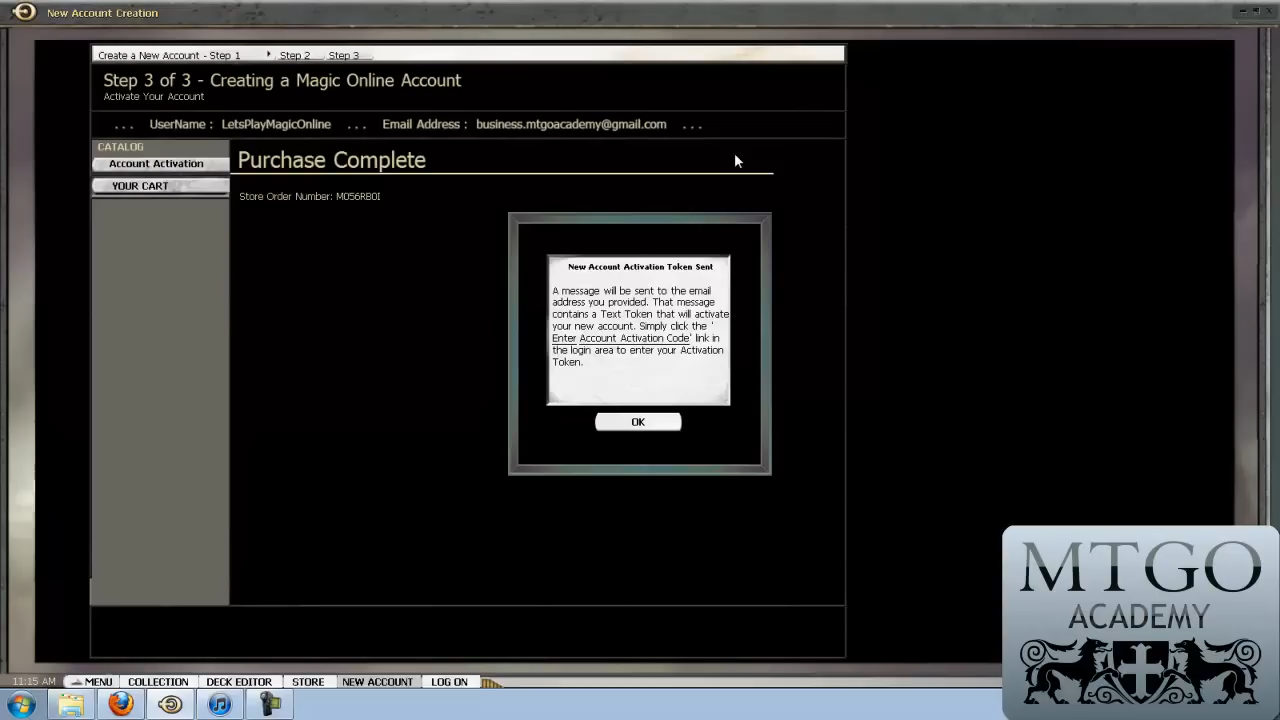 New Account Creation
Create a New Account - Step 1 Step 2 Step 3
Step 3 of 3 - Creating a Magic Online Account
Activate Your Account
... UserName : LetsPlayMagicOnline ... Email Address : business.mtgoacademy@gmail.com ...
CATALOG
Account Activation
YOUR CART
Purchase Complete
Store Order Number: M056RB0I
New Account Activation Token Sent
A message will be sent to the email
address you provided. That message
contains a Text Token that will activate
your new account. Simply click the '
Enter Account Activation Code' link in
the login area to enter your Activation
Token.
OK
MTGO
ACADEMY
11:15 AM MENU COLLECTION DECK EDITOR STORE NEW ACCOUNT LOG ON